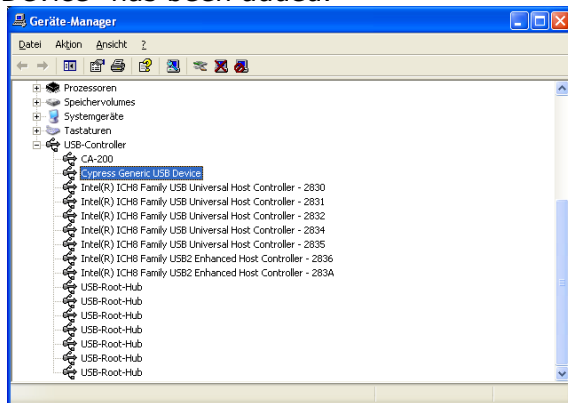 Geräte-Manager
Datei Aktion Ansicht ?
Prozessoren
Speichervolumes
Systemgeräte
Tastaturen
USB-Controller
CA-200
Cypress Generic USB Device
Intel(R) ICH8 Family USB Universal Host Controller - 2830
Intel(R) ICH8 Family USB Universal Host Controller - 2831
Intel(R) ICH8 Family USB Universal Host Controller - 2832
Intel(R) ICH8 Family USB Universal Host Controller - 2834
Intel(R) ICH8 Family USB Universal Host Controller - 2835
Intel(R) ICH8 Family USB2 Enhanced Host Controller - 2836
Intel(R) ICH8 Family USB2 Enhanced Host Controller - 283A
USB-Root-Hub
USB-Root-Hub
USB-Root-Hub
USB-Root-Hub
USB-Root-Hub
USB-Root-Hub
USB-Root-Hub